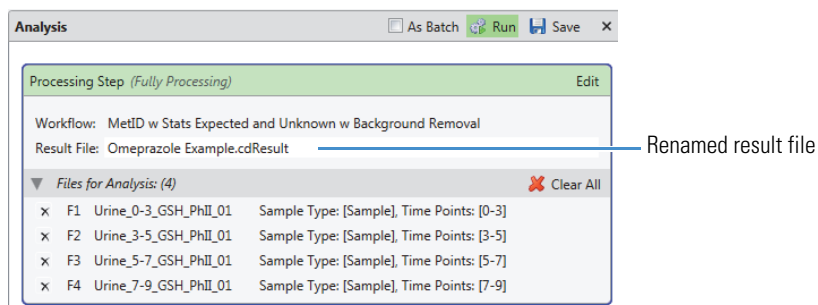 Analysis As Batch Run Save ×
Processing Step (Fully Processing) Edit
Workflow: MetID w Stats Expected and Unknown w Background Removal
Result File: Omeprazole Example.cdResult
Renamed result file
Files for Analysis: (4) Clear All
× F1 Urine_0-3_GSH_PhII_01 Sample Type: [Sample], Time Points: [0-3]
× F2 Urine_3-5_GSH_PhII_01 Sample Type: [Sample], Time Points: [3-5]
× F3 Urine_5-7_GSH_PhII_01 Sample Type: [Sample], Time Points: [5-7]
× F4 Urine_7-9_GSH_PhII_01 Sample Type: [Sample], Time Points: [7-9]